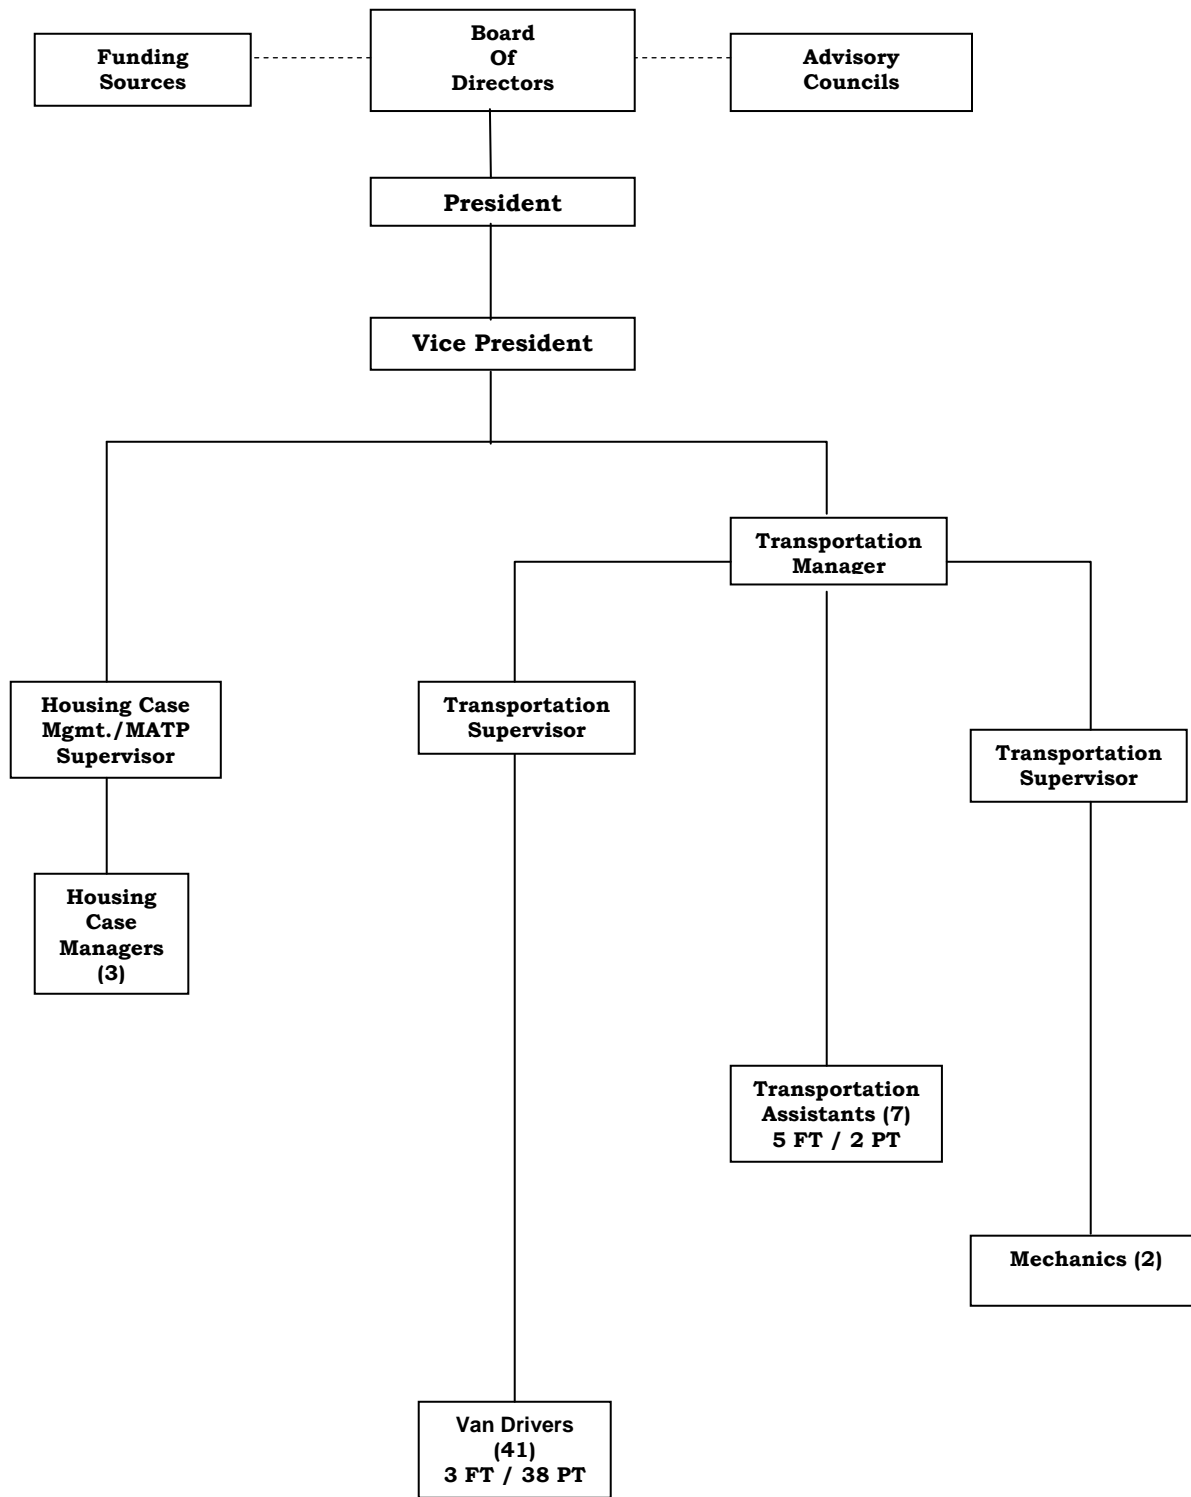 Funding
Sources
Board
Of
Directors
Advisory
Councils
President
Vice President
Transportation
Manager
Housing Case
Mgmt./MATP
Supervisor
Transportation
Supervisor
Transportation
Supervisor
Housing
Case
Managers
(3)
Transportation
Assistants (7)
5 FT / 2 PT
Mechanics (2)
Van Drivers
(41)
3 FT / 38 PT